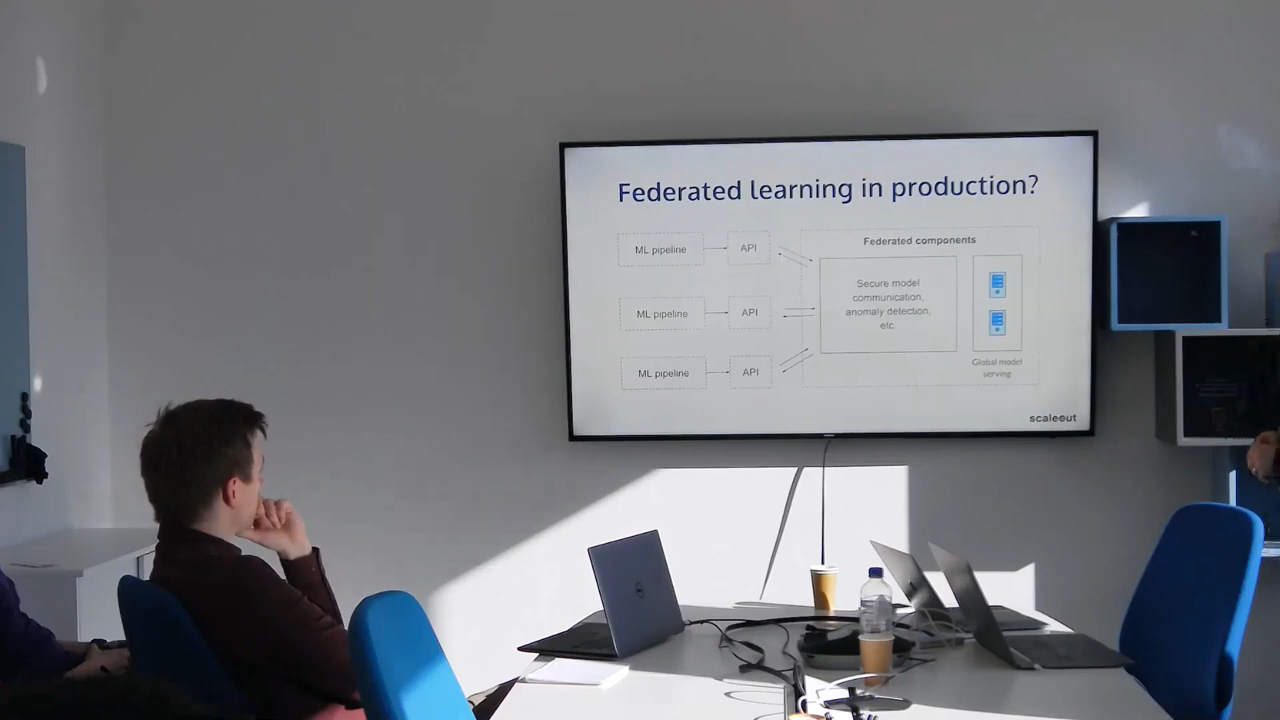 Federated learning in production?
ML pipeline
API
ML pipeline
API
ML pipeline
API
Federated components
Secure model
communication,
anomaly detection,
etc
Global model
serving
scaleout
DELL